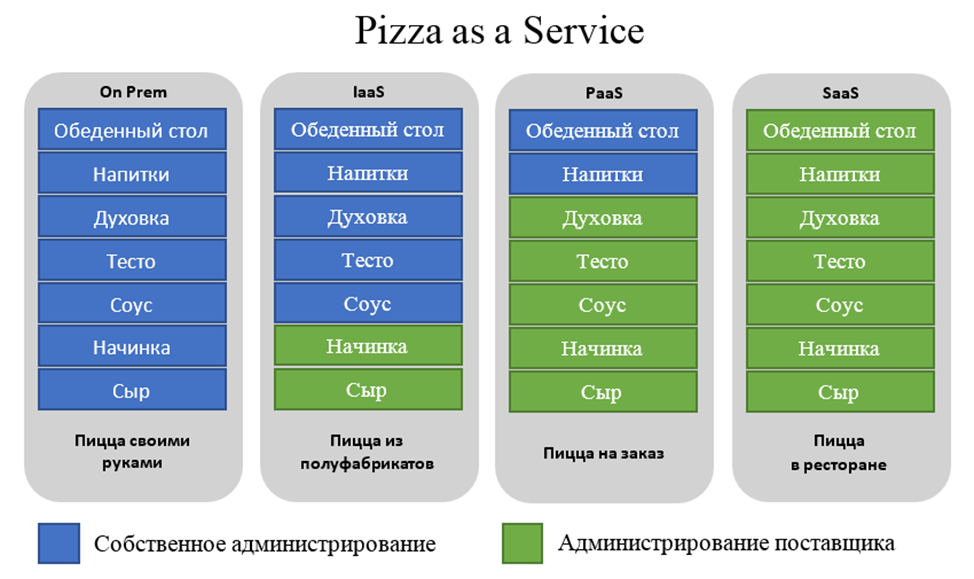 Pizza as a Service
On Prem
Обеденный стол
Напитки
Духовка
Тесто
Соус
Начинка
Сыр
Пицца своими
руками
IaaS
Обеденный стол
Напитки
Духовка
Тесто
Соус
Начинка
Сыр
Пицца из
полуфабрикатов
PaaS
Обеденный стол
Напитки
Духовка
Тесто
Соус
Начинка
Сыр
Пицца на заказ
SaaS
Обеденный стол
Напитки
Духовка
Тесто
Соус
Начинка
Сыр
Пицца
в ресторане
Собственное администрирование
Администрирование поставщика